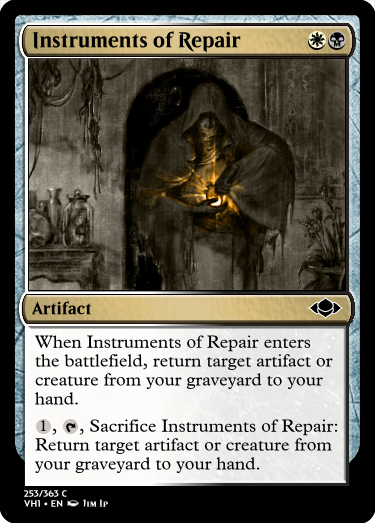 Instruments of Repair
Artifact
When Instruments of Repair enters
the battlefield, return target artifact or
creature from your graveyard to your
hand.
1, , Sacrifice Instruments of Repair:
Return target artifact or creature from
your graveyard to your hand.
253/363 C
VH1 • EN Jim Ip